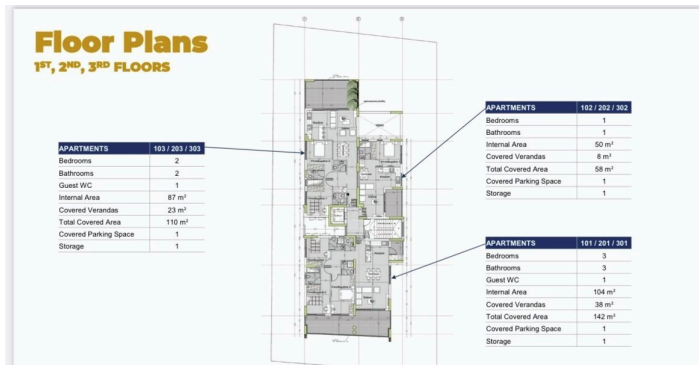 Floor Plans
1ST, 2ND, 3RD FLOORS
APARTMENTS 103 / 203 / 303
Bedrooms 2
Bathrooms 2
Guest WC 1
Internal Area 87 m²
Covered Verandas 23 m²
Total Covered Area 110 m²
Covered Parking Space 1
Storage 1
APARTMENTS 102 / 202 / 302
Bedrooms 1
Bathrooms 1
Internal Area 50 m²
Covered Verandas 8 m²
Total Covered Area 58 m²
Covered Parking Space 1
Storage 1
APARTMENTS 101 / 201 / 301
Bedrooms 3
Bathrooms 3
Guest WC 1
Internal Area 104 m²
Covered Verandas 38 m²
Total Covered Area 142 m²
Covered Parking Space 1
Storage 1